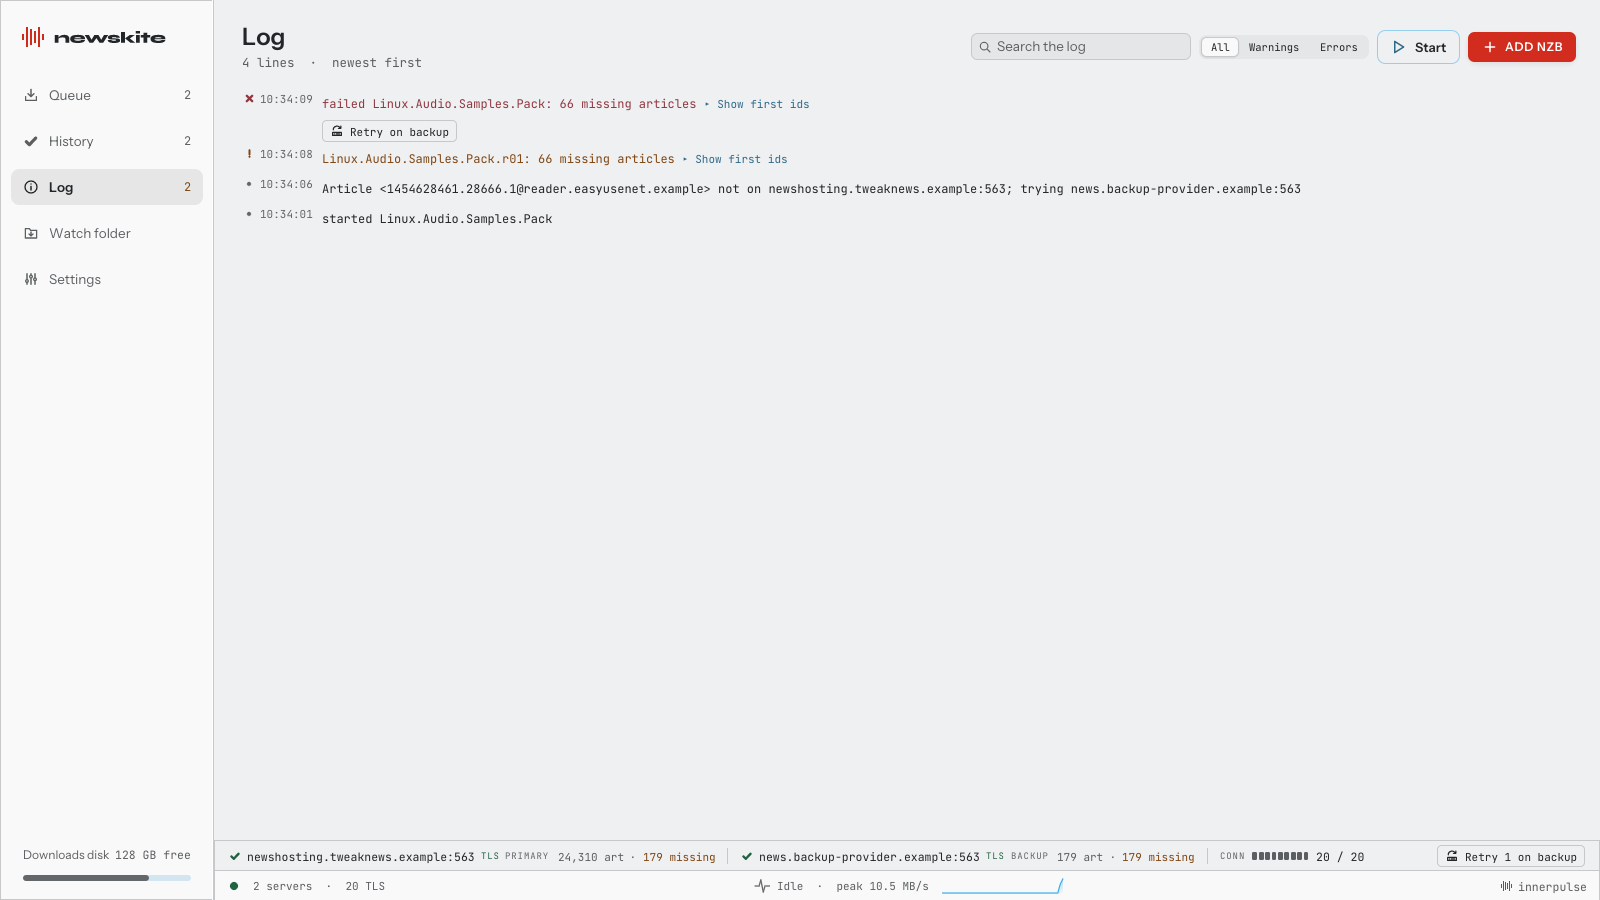 newskite
Queue 2
History 2
Log 2
Watch folder
Settings
Downloads disk 128 GB free
Log
4 lines · newest first
Search the log
All Warnings Errors
Start
ADD NZB
10:34:09 failed Linux.Audio.Samples.Pack: 66 missing articles ‣ Show first ids
Retry on backup
10:34:08 Linux.Audio.Samples.Pack.r01: 66 missing articles ‣ Show first ids
10:34:06 Article <1454628461.28666.1@reader.easyusenet.example> not on newshosting.tweaknews.example:563; trying news.backup-provider.example:563
10:34:01 started Linux.Audio.Samples.Pack
newshosting.tweaknews.example:563 TLS PRIMARY 24,310 art · 179 missing
news.backup-provider.example:563 TLS BACKUP 179 art · 179 missing
CONN 20 / 20
Retry 1 on backup
2 servers · 20 TLS
Idle · peak 10.5 MB/s
innerpulse